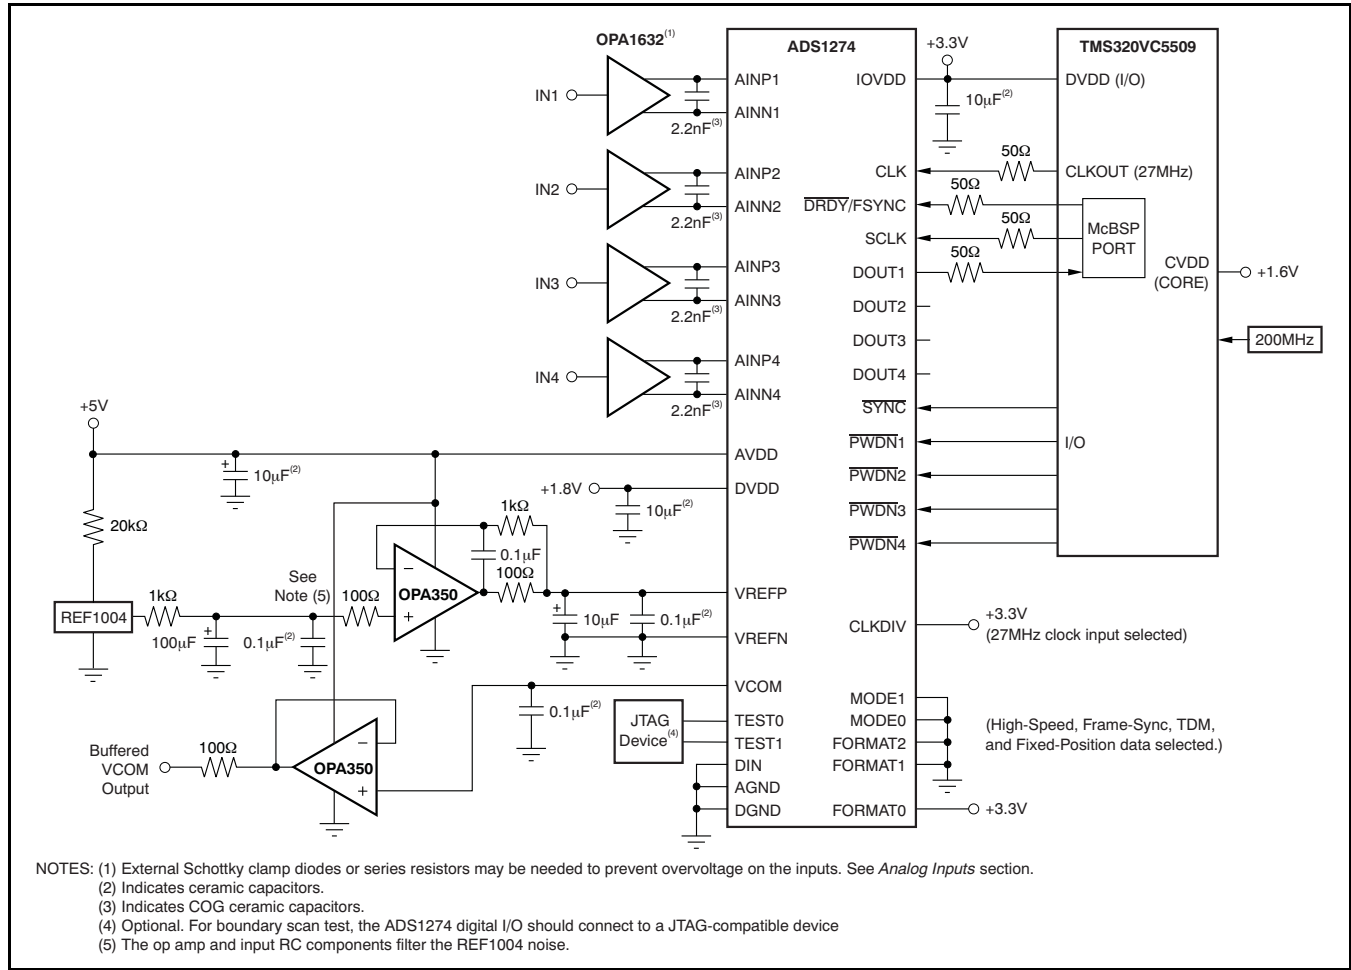 OPA1632(1)
ADS1274
+3.3V
TMS320VC5509
IN1
AINP1
AINN1
2.2nF(3)
IOVDD
10µF(2)
DVDD (I/O)
IN2
AINP2
AINN2
2.2nF(3)
CLK
50Ω
CLKOUT (27MHz)
DRDY/FSYNC
50Ω
SCLK
50Ω
McBSP
PORT
IN3
AINP3
AINN3
2.2nF(3)
DOUT1
50Ω
CVDD
(CORE)
+1.6V
DOUT2
DOUT3
200MHz
IN4
AINP4
AINN4
2.2nF(3)
DOUT4
SYNC
PWDN1
I/O
PWDN2
PWDN3
PWDN4
+5V
10µF(2)
AVDD
+1.8V
DVDD
10µF(2)
20kΩ
1kΩ
0.1µF
100Ω
OPA350
–
+
See
Note (5)
100Ω
REF1004
1kΩ
100µF
0.1µF(2)
+
+
+
10µF
0.1µF(2)
VREFP
VREFN
CLKDIV
+3.3V
(27MHz clock input selected)
VCOM
0.1µF(2)
JTAG
Device(4)
TEST0
TEST1
DIN
AGND
DGND
MODE1
MODE0
FORMAT2
FORMAT1
(High-Speed, Frame-Sync, TDM,
and Fixed-Position data selected.)
FORMAT0
+3.3V
Buffered
VCOM
Output
100Ω
OPA350
–
+
NOTES: (1) External Schottky clamp diodes or series resistors may be needed to prevent overvoltage on the inputs. See Analog Inputs section.
(2) Indicates ceramic capacitors.
(3) Indicates COG ceramic capacitors.
(4) Optional. For boundary scan test, the ADS1274 digital I/O should connect to a JTAG-compatible device
(5) The op amp and input RC components filter the REF1004 noise.